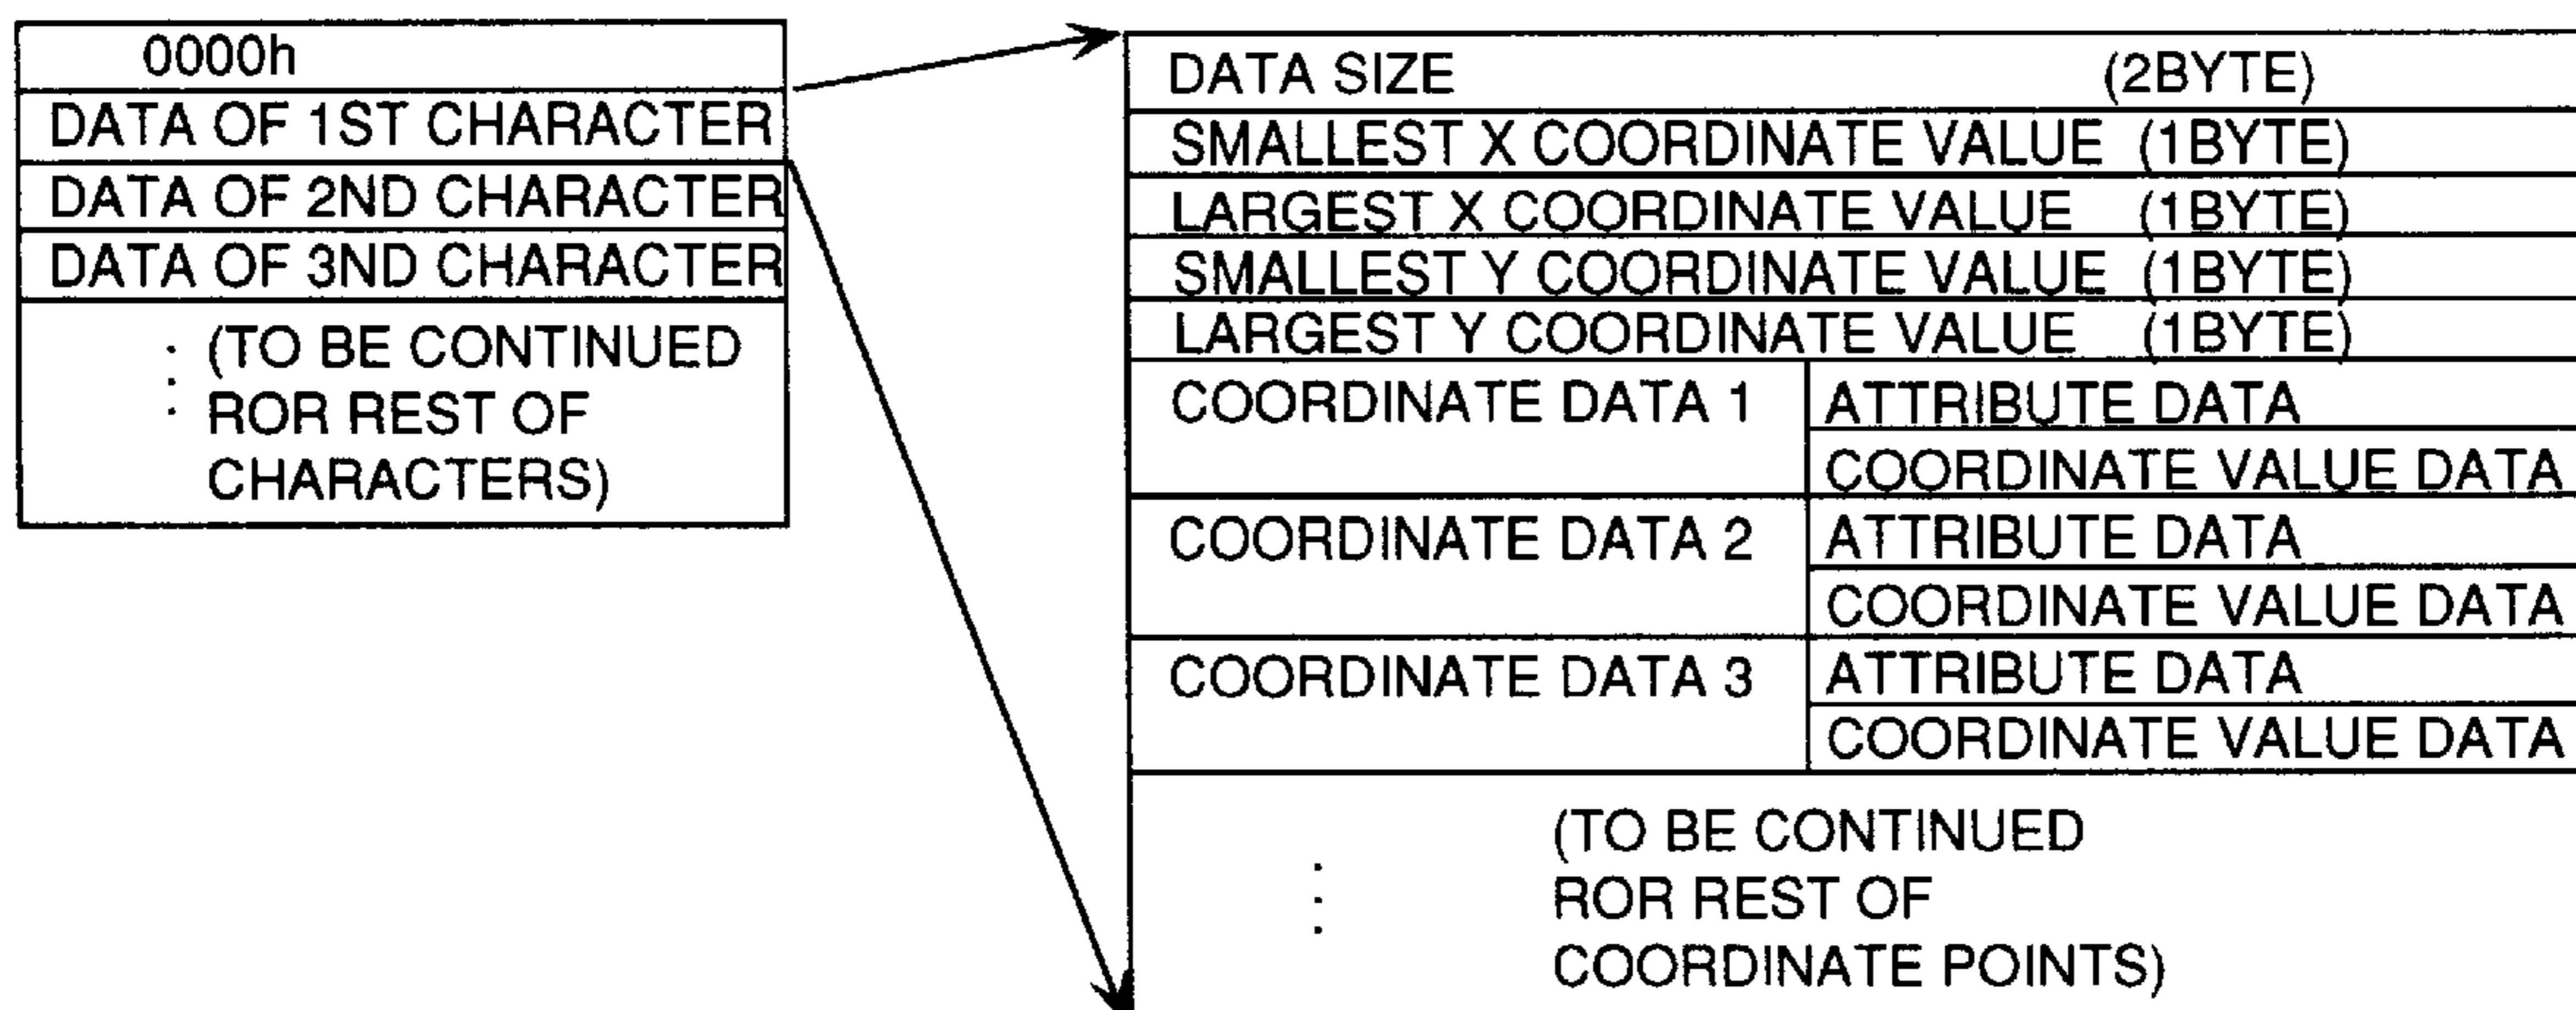 0000h
DATA OF 1ST CHARACTER
DATA OF 2ND CHARACTER
DATA OF 3ND CHARACTER
: (TO BE CONTINUED
ROR REST OF
CHARACTERS)
DATA SIZE (2BYTE)
SMALLEST X COORDINATE VALUE (1BYTE)
LARGEST X COORDINATE VALUE (1BYTE)
SMALLEST Y COORDINATE VALUE (1BYTE)
LARGEST Y COORDINATE VALUE (1BYTE)
COORDINATE DATA 1 ATTRIBUTE DATA
COORDINATE VALUE DATA
COORDINATE DATA 2 ATTRIBUTE DATA
COORDINATE VALUE DATA
COORDINATE DATA 3 ATTRIBUTE DATA
COORDINATE VALUE DATA
(TO BE CONTINUED
: ROR REST OF
COORDINATE POINTS)